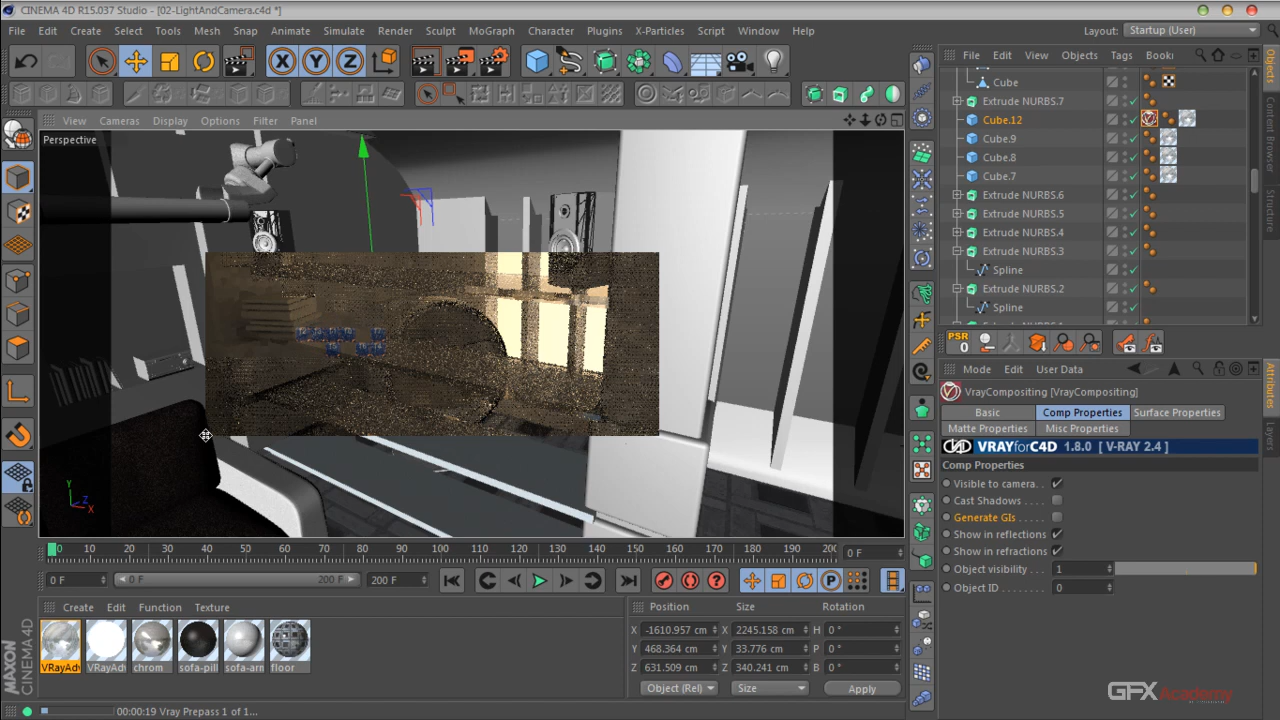 CINEMA 4D R15.037 Studio - [02-LightAndCamera.c4d *]
File Edit Create Select Tools Mesh Snap Animate Simulate Render Sculpt MoGraph Character Plugins X-Particles Script Window Help
Layout: Startup (User)
X Y Z
View Cameras Display Options Filter Panel
Perspective
Y Z X
0 10 20 30 40 50 60 70 80 90 100 110 120 130 140 150 160 170 180 190 200
0 F
0 F
0 F
200 F
200 F
Create Edit Function Texture
VRayAdv
VRayAdv
chrom
sofa-pill
sofa-arm
floor
MAXON
CINEMA4D
Position Size Rotation
X -1610.957 cm X 2245.158 cm H 0 °
Y 468.364 cm Y 33.776 cm P 0 °
Z 631.509 cm Z 340.241 cm B 0 °
Object (Rel) Size Apply
00:00:19 Vray Prepass 1 of 1...
File Edit View Objects Tags Booki
Cube
Extrude NURBS.7
Cube.12
Cube.9
Cube.8
Cube.7
Extrude NURBS.6
Extrude NURBS.5
Extrude NURBS.4
Extrude NURBS.3
Spline
Extrude NURBS.2
Spline
Objects
Content Browser
Structure
PSR
0
Mode Edit User Data
VrayCompositing [VrayCompositing]
Basic Comp Properties Surface Properties
Matte Properties Misc Properties
VRAYforC4D 1.8.0 [ V-RAY 2.4 ]
Comp Properties
Visible to camera. .
Cast Shadows
Generate GIs
Show in reflections
Show in refractions
Object visibility . . . 1
Object ID . . . . . . . . 0
Attributes
Layers
GFX Academy